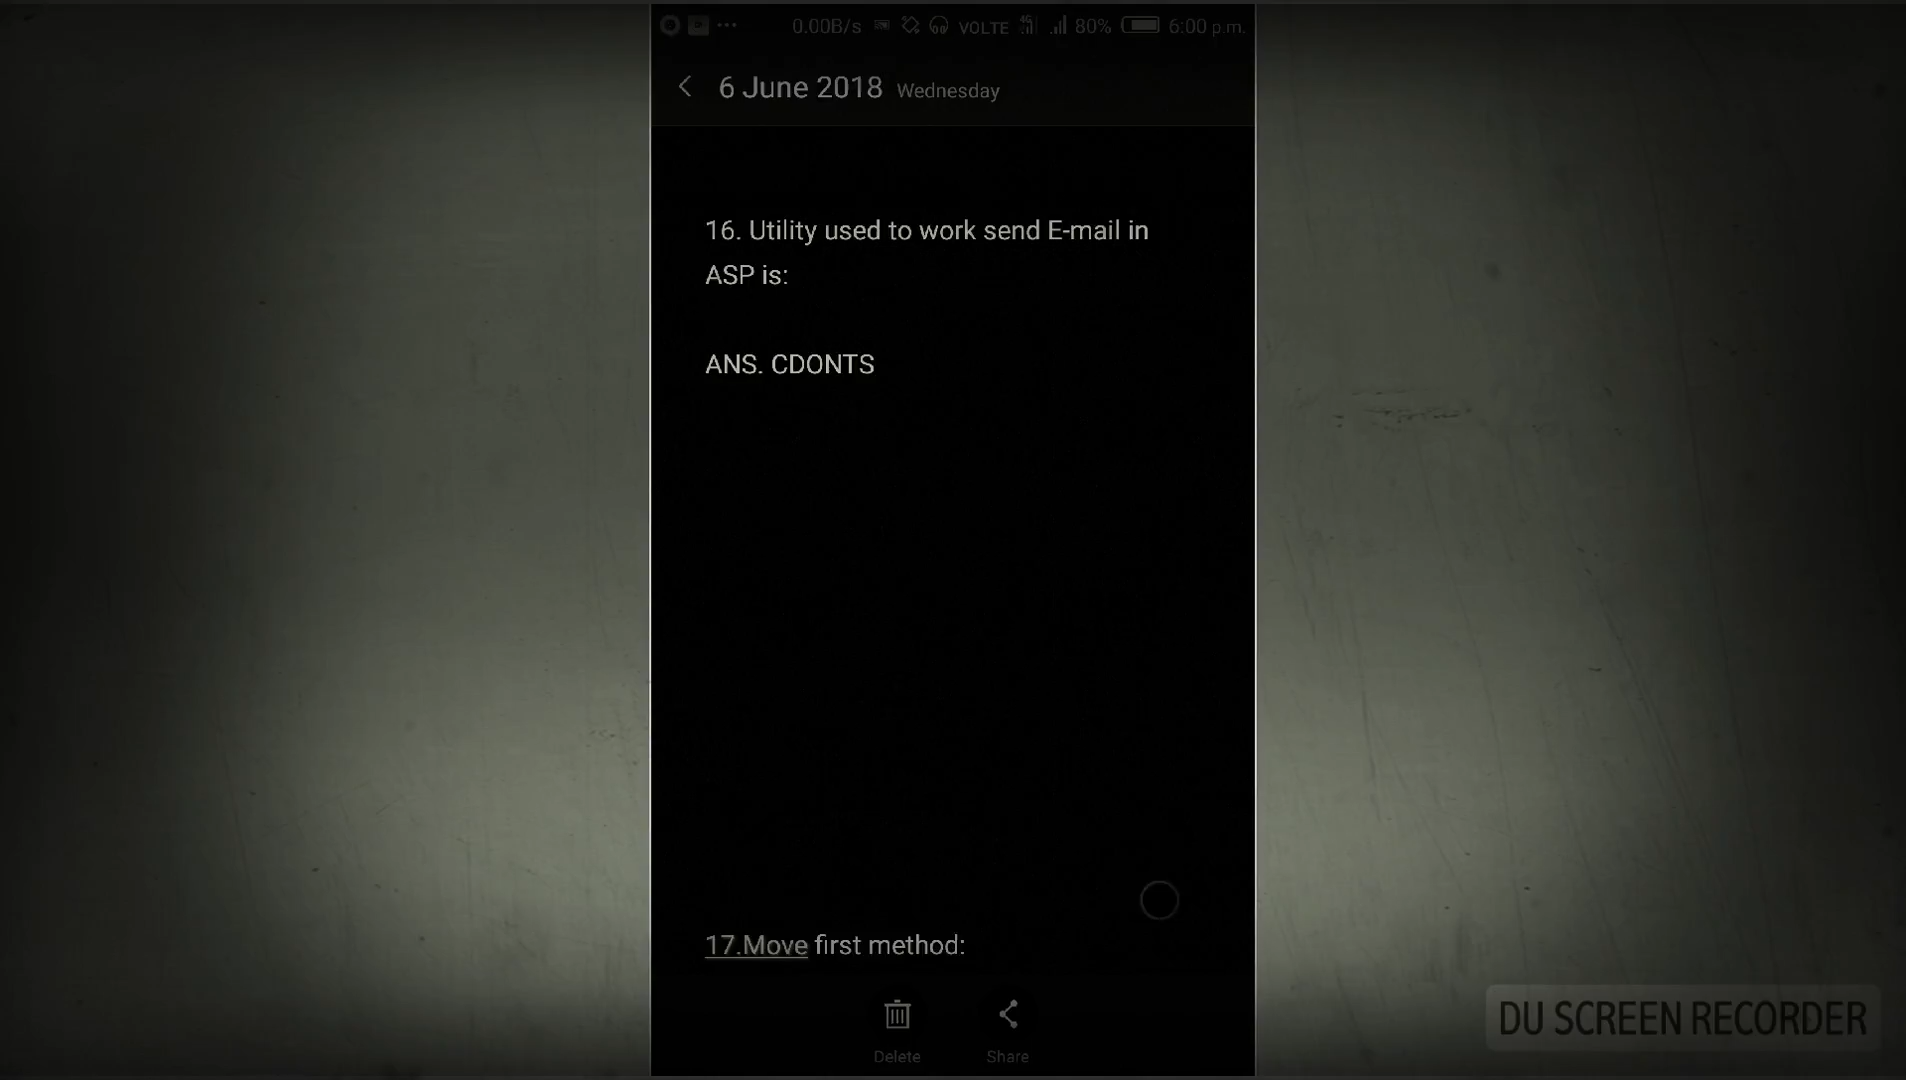 0.00B/s VOLTE 4G 80% 6:00 p.m.
6 June 2018 Wednesday
16. Utility used to work send E-mail in
ASP is:
ANS. CDONTS
17.Move first method:
Delete Share
DU SCREEN RECORDER